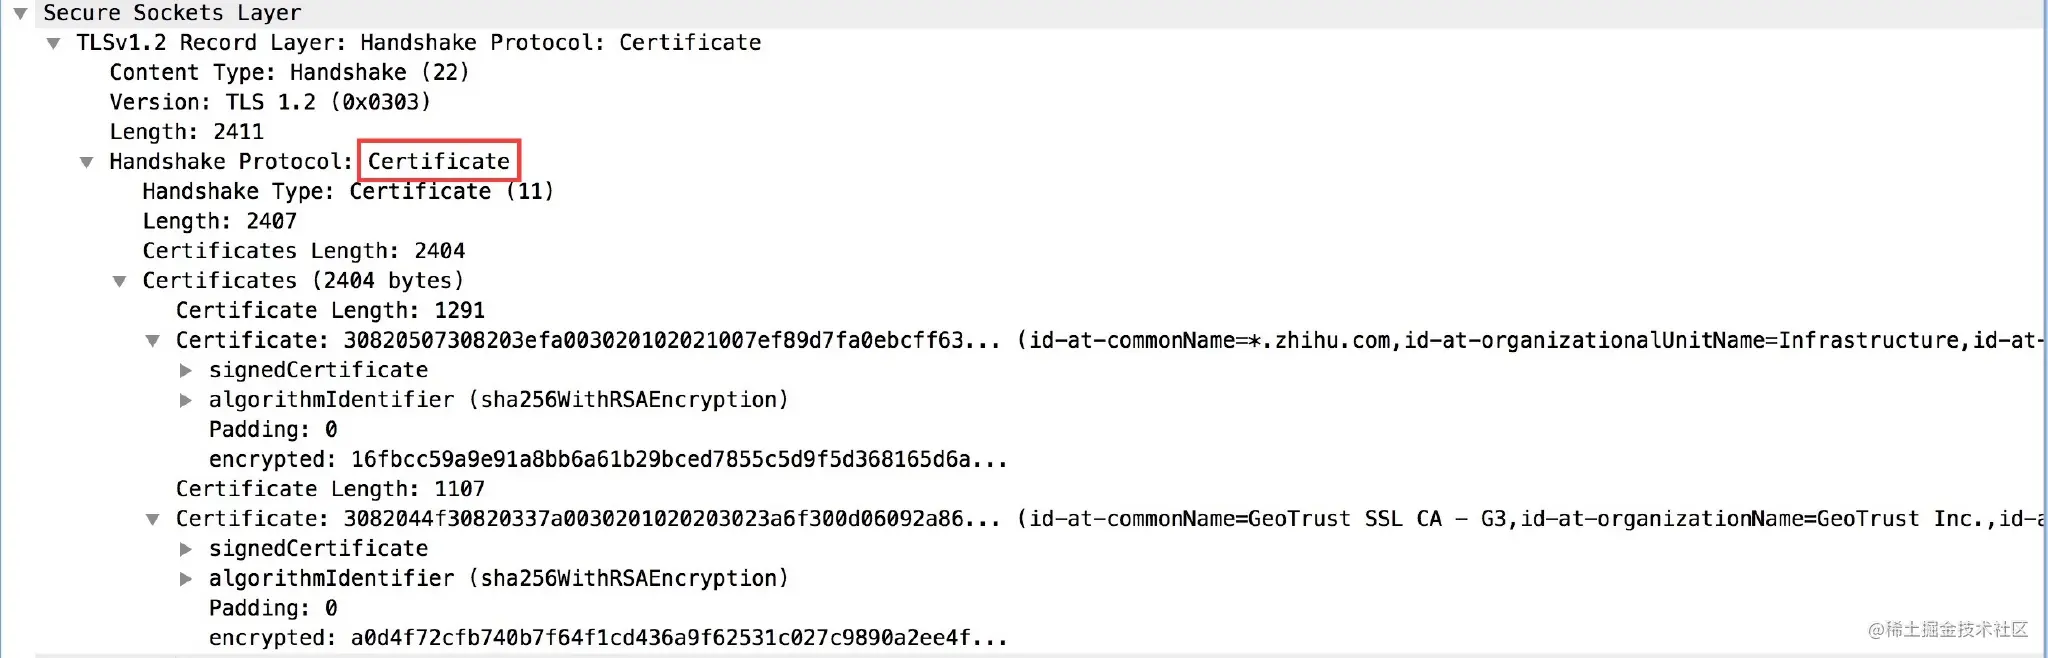 Secure Sockets Layer
TLSv1.2 Record Layer: Handshake Protocol: Certificate
Content Type: Handshake (22)
Version: TLS 1.2 (0x0303)
Length: 2411
Handshake Protocol: Certificate
Handshake Type: Certificate (11)
Length: 2407
Certificates Length: 2404
Certificates (2404 bytes)
Certificate Length: 1291
Certificate: 30820507308203efa003020102021007ef89d7fa0ebcff63... (id-at-commonName=*.zhihu.com,id-at-organizationalUnitName=Infrastructure,id-at-
signedCertificate
algorithmIdentifier (sha256WithRSAEncryption)
Padding: 0
encrypted: 16fbcc59a9e91a8bb6a61b29bced7855c5d9f5d368165d6a...
Certificate Length: 1107
Certificate: 3082044f30820337a0030201020203023a6f300d06092a86... (id-at-commonName=GeoTrust SSL CA - G3,id-at-organizationName=GeoTrust Inc.,id-a
signedCertificate
algorithmIdentifier (sha256WithRSAEncryption)
Padding: 0
encrypted: a0d4f72cfb740b7f64f1cd436a9f62531c027c9890a2ee4f...
@稀土掘金技术社区